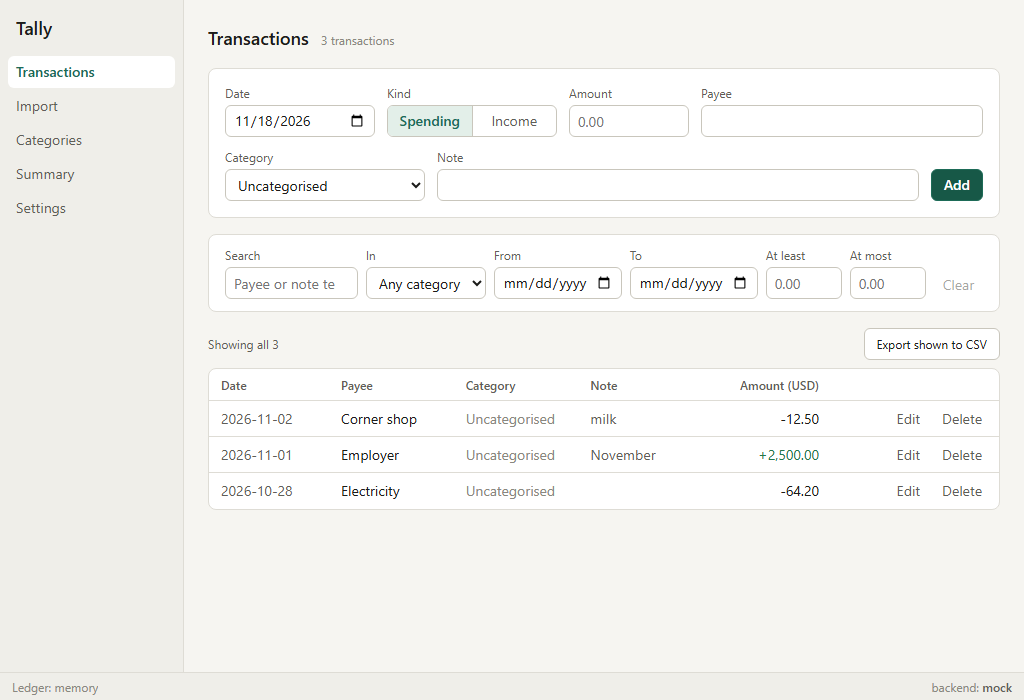 Tally
Transactions
Import
Categories
Summary
Settings
Transactions 3 transactions
Date Kind Amount Payee
11/18/2026 Spending Income 0.00
Category Note
Uncategorised Add
Search In From To At least At most
Payee or note te Any category mm/dd/yyyy mm/dd/yyyy 0.00 0.00 Clear
Showing all 3 Export shown to CSV
Date Payee Category Note Amount (USD)
2026-11-02 Corner shop Uncategorised milk -12.50 Edit Delete
2026-11-01 Employer Uncategorised November +2,500.00 Edit Delete
2026-10-28 Electricity Uncategorised -64.20 Edit Delete
Ledger: memory backend: mock